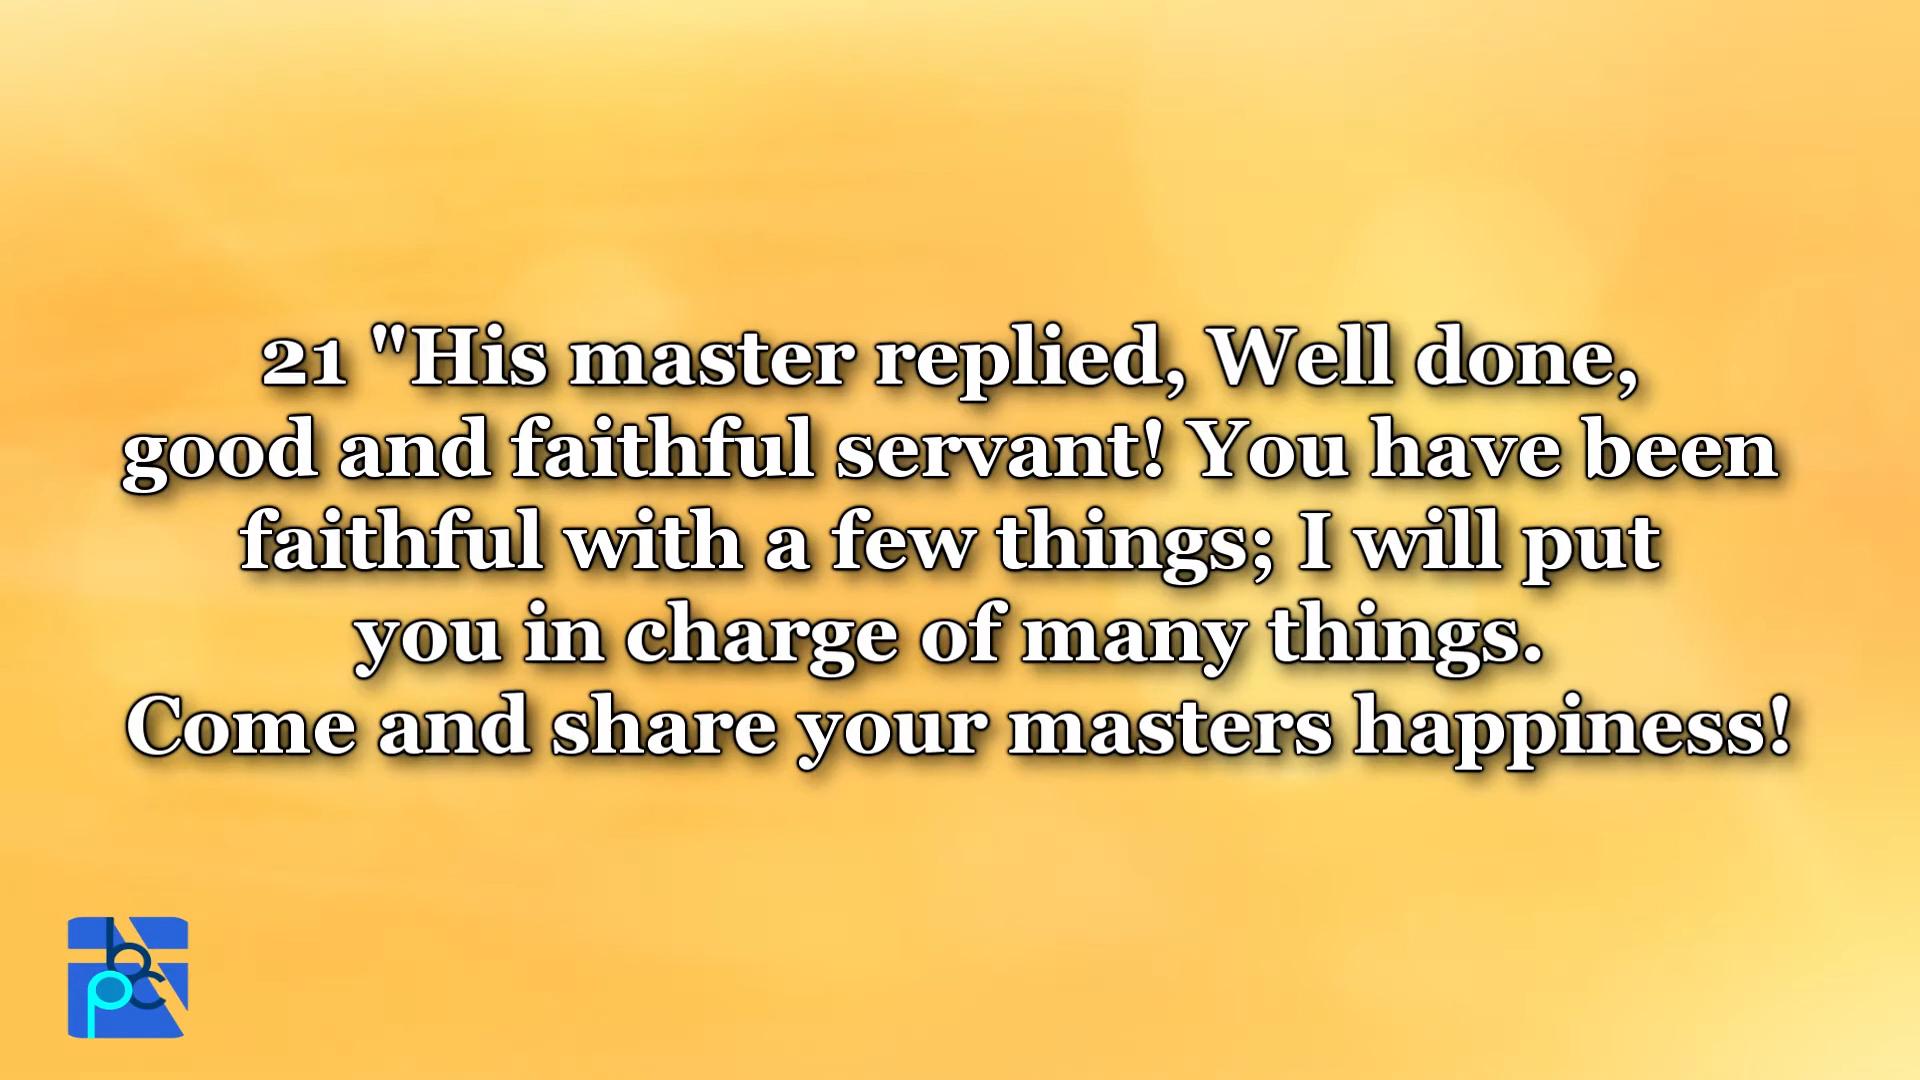 21 "His master replied, Well done,
good and faithful servant! You have been
faithful with a few things; I will put
you in charge of many things.
Come and share your masters happiness!
pbc